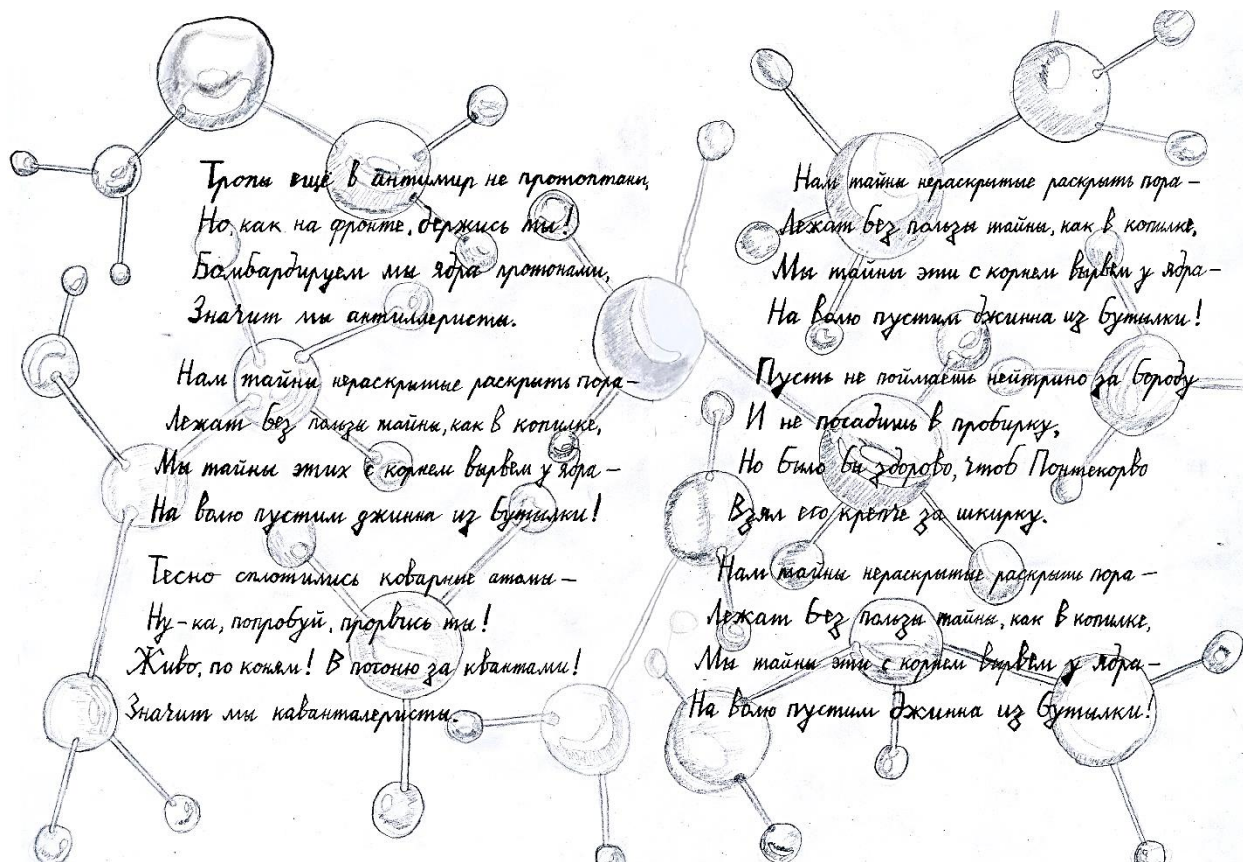 Тропы ещё в антимир не протоптаны,
Но как на фронте, держись ты!
Бомбардируем мы ядра протонами,
Значит мы антиллеристы.
Нам тайны нераскрытые раскрыть пора –
Лежат без пользы тайны, как в копилке,
Мы тайны этих с корнем вырвем у ядра –
На волю пустим джинна из бутылки!
Тесно сплотились коварные атомы –
Ну-ка, попробуй, прорвись ты!
Живо, по коням! В погоню за квантами!
Значит мы кванталеристы.
Нам тайны нераскрытые раскрыть пора –
Лежат без пользы тайны, как в копилке,
Мы тайны эти с корнем вырвем у ядра –
На волю пустим джинна из бутылки!
Пусть не поймаешь нейтрино за бороду
И не посадишь в пробирку,
Но было бы здорово, чтоб Понтекорво
Взял его крепче за шкирку.
Нам тайны нераскрытые раскрыть пора –
Лежат без пользы тайны, как в копилке,
Мы тайны эти с корнем вырвем у ядра –
На волю пустим джинна из бутылки!